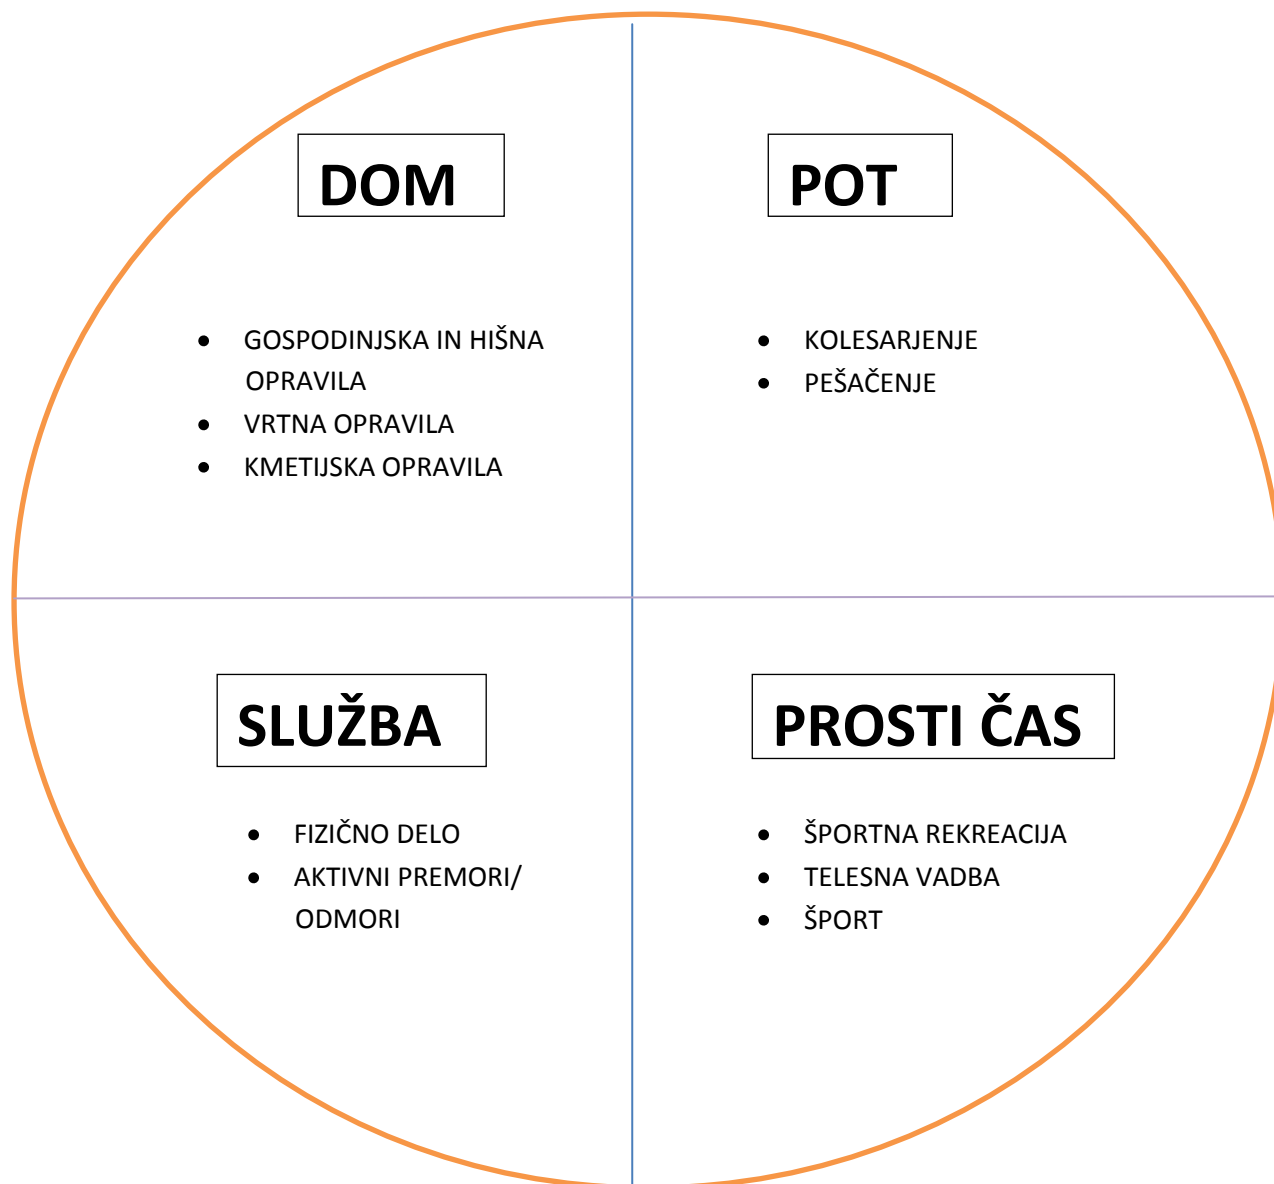 DOM
• GOSPODINJSKA IN HIŠNA
OPRAVILA
• VRTNA OPRAVILA
• KMETIJSKA OPRAVILA
POT
• KOLESARJENJE
• PEŠAČENJE
SLUŽBA
• FIZIČNO DELO
• AKTIVNI PREMORI/
ODMORI
PROSTI ČAS
• ŠPORTNA REKREACIJA
• TELESNA VADBA
• ŠPORT